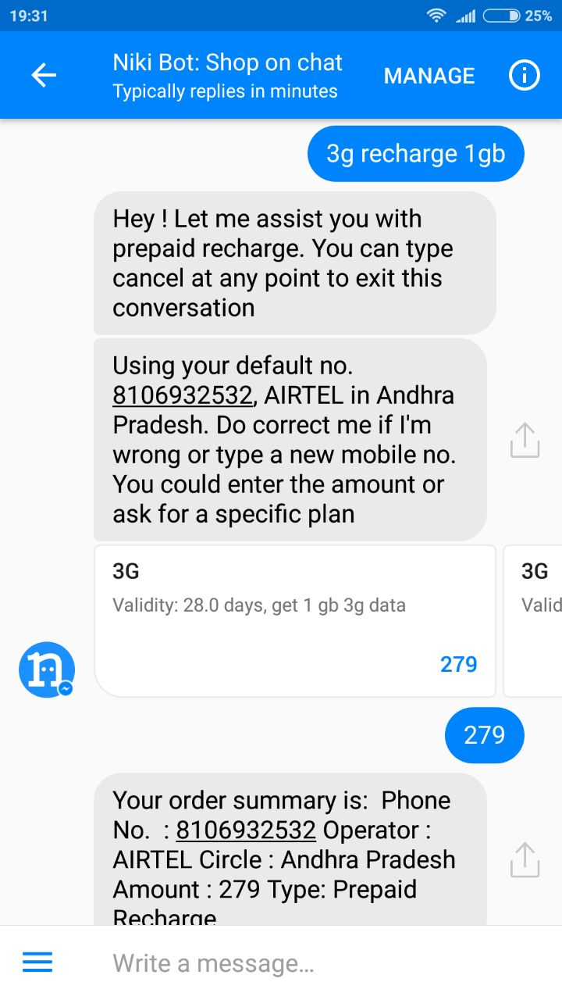 19:31
25%
Niki Bot: Shop on chat
Typically replies in minutes
MANAGE
3g recharge 1gb
Hey ! Let me assist you with
prepaid recharge. You can type
cancel at any point to exit this
conversation
Using your default no.
8106932532, AIRTEL in Andhra
Pradesh. Do correct me if I'm
wrong or type a new mobile no.
You could enter the amount or
ask for a specific plan
3G
Validity: 28.0 days, get 1 gb 3g data
279
3G
Valid
n
279
Your order summary is:  Phone
No.  : 8106932532 Operator :
AIRTEL Circle : Andhra Pradesh
Amount : 279 Type: Prepaid
Recharge
Write a message...